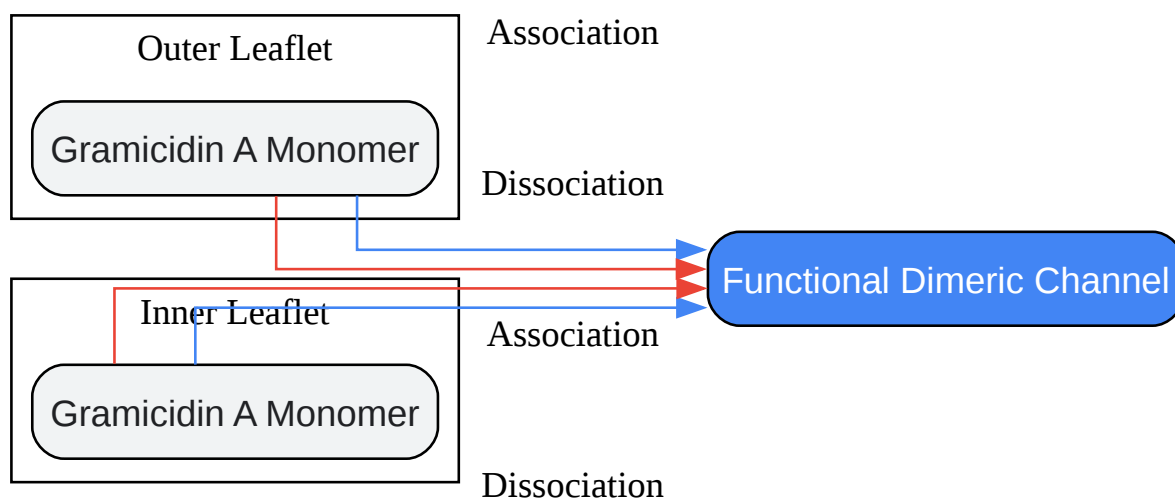 Association
Outer Leaflet
Gramicidin A Monomer
Dissociation
Functional Dimeric Channel
Inner Leaflet
Association
Gramicidin A Monomer
Dissociation